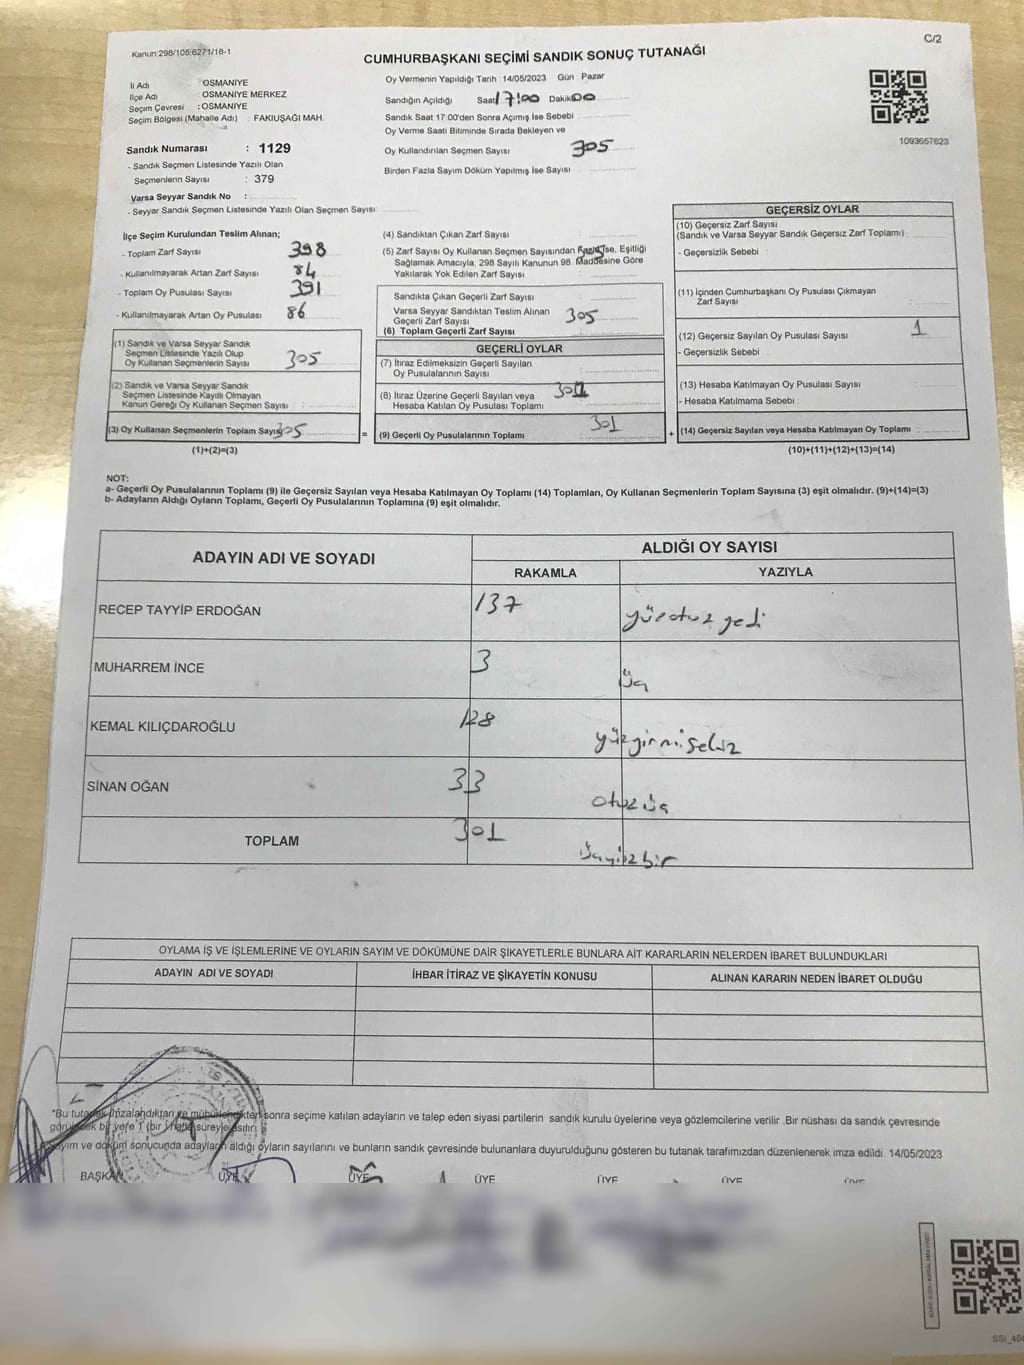 Kanun:298/105,6271/18-1
C/2
CUMHURBAŞKANI SEÇİMİ SANDIK SONUÇ TUTANAĞI
İl Adı OSMANİYE
İlçe Adı OSMANİYE MERKEZ
Seçim Çevresi : OSMANİYE
Seçim Bölgesi (Mahalle Adı) : FAKIUŞAĞI MAH.
Sandık Numarası : 1129
- Sandık Seçmen Listesinde Yazılı Olan
Seçmenlerin Sayısı : 379
Varsa Seyyar Sandık No :
- Seyyar Sandık Seçmen Listesinde Yazılı Olan Seçmen Sayısı:
Oy Vermenin Yapıldığı Tarih : 14/05/2023 Gün : Pazar
Sandığın Açıldığı Saat 17:00 Dakika 00
Sandık Saat 17:00'den Sonra Açımış İse Sebebi :
Oy Verme Saati Bitiminde Sırada Bekleyen ve
Oy Kullandırılan Seçmen Sayısı 305
Birden Fazla Sayım Döküm Yapılmış İse Sayısı :
1093657623
İlçe Seçim Kurulundan Teslim Alınan;
- Toplam Zarf Sayısı 398
- Kullanılmayarak Artan Zarf Sayısı 84
- Toplam Oy Pusulası Sayısı 391
- Kullanılmayarak Artan Oy Pusulası 86
(1) Sandık ve Varsa Seyyar Sandık
Seçmen Listesinde Yazılı Olup
Oy Kullanan Seçmenlerin Sayısı 305
(2) Sandık ve Varsa Seyyar Sandık
Seçmen Listesinde Kayıtlı Olmayan
Kanun Gereği Oy Kullanan Seçmen Sayısı :
(3) Oy Kullanan Seçmenlerin Toplam Sayısı 305
(1)+(2)=(3)
(4) Sandıktan Çıkan Zarf Sayısı
(5) Zarf Sayısı Oy Kullanan Seçmen Sayısından Fazla İse, Eşitliği
Sağlamak Amacıyla, 298 Sayılı Kanunun 98. Maddesine Göre
Yakılarak Yok Edilen Zarf Sayısı :
Sandıkta Çıkan Geçerli Zarf Sayısı
Varsa Seyyar Sandıktan Teslim Alınan
Geçerli Zarf Sayısı 305
(6) Toplam Geçerli Zarf Sayısı
GEÇERLİ OYLAR
(7) İtiraz Edilmeksizin Geçerli Sayılan
Oy Pusulalarının Sayısı
(8) İtiraz Üzerine Geçerli Sayılan veya
Hesaba Katılan Oy Pusulası Toplamı
(9) Geçerli Oy Pusulalarının Toplamı 301
GEÇERSİZ OYLAR
(10) Geçersiz Zarf Sayısı
(Sandık ve Varsa Seyyar Sandık Geçersiz Zarf Toplamı) :
- Geçersizlik Sebebi :
(11) İçinden Cumhurbaşkanı Oy Pusulası Çıkmayan
Zarf Sayısı
(12) Geçersiz Sayılan Oy Pusulası Sayısı 1
- Geçersizlik Sebebi
(13) Hesaba Katılmayan Oy Pusulası Sayısı
- Hesaba Katılmama Sebebi :
(14) Geçersiz Sayılan veya Hesaba Katılmayan Oy Toplamı :
(10)+(11)+(12)+(13)=(14)
NOT:
a- Geçerli Oy Pusulalarının Toplamı (9) ile Geçersiz Sayılan veya Hesaba Katılmayan Oy Toplamı (14) Toplamları, Oy Kullanan Seçmenlerin Toplam Sayısına (3) eşit olmalıdır. (9)+(14)=(3)
b- Adayların Aldığı Oyların Toplamı, Geçerli Oy Pusulalarının Toplamına (9) eşit olmalıdır.
ADAYIN ADI VE SOYADI ALDIĞI OY SAYISI
RAKAMLA YAZIYLA
RECEP TAYYİP ERDOĞAN 137 yüzotuz yedi
MUHARREM İNCE 3 üç
KEMAL KILIÇDAROĞLU 128 yüzyirmisekiz
SİNAN OĞAN 33 otuzüç
TOPLAM 301 üçyüzbir
OYLAMA İŞ VE İŞLEMLERİNE VE OYLARIN SAYIM VE DÖKÜMÜNE DAİR ŞİKAYETLERLE BUNLARA AİT KARARLARIN NELERDEN İBARET BULUNDUKLARI
ADAYIN ADI VE SOYADI İHBAR İTİRAZ VE ŞİKAYETİN KONUSU ALINAN KARARIN NEDEN İBARET OLDUĞU
"Bu tutanak imzalandıktan ve mühürlendikten sonra seçime katılan adayların ve talep eden siyasi partilerin sandık kurulu üyelerine veya gözlemcilerine verilir. Bir nüshası da sandık çevresinde
görülecek bir yere 1 (bir) hafta süreyle asılır.
Sayım ve döküm sonucunda adayların aldığı oyların sayılarını ve bunların sandık çevresinde bulunanlara duyurulduğunu gösteren bu tutanak tarafımızdan düzenlenerek imza edildi. 14/05/2023
BAŞKAN ÜYE ÜYE ÜYE ÜYE ÜYE ÜYE